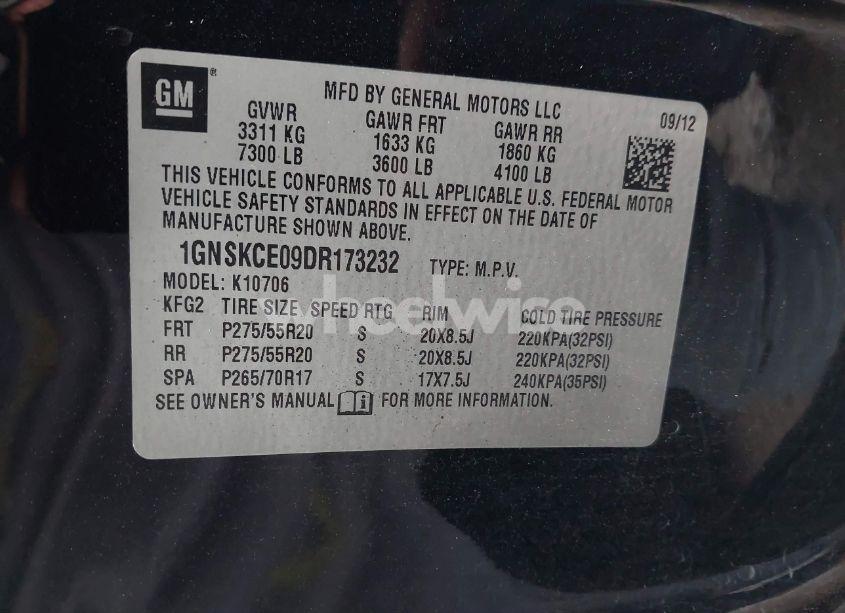 GM®
MFD BY GENERAL MOTORS LLC
09/12
GVWR GAWR FRT GAWR RR
3311 KG 1633 KG 1860 KG
7300 LB 3600 LB 4100 LB
THIS VEHICLE CONFORMS TO ALL APPLICABLE U.S. FEDERAL MOTOR
VEHICLE SAFETY STANDARDS IN EFFECT ON THE DATE OF
MANUFACTURE SHOWN ABOVE.
1GNSKCE09DR173232 TYPE: M.P.V.
MODEL: K10706
KFG2 TIRE SIZE SPEED RTG RIM COLD TIRE PRESSURE
FRT P275/55R20 S 20X8.5J 220KPA(32PSI)
RR P275/55R20 S 20X8.5J 220KPA(32PSI)
SPA P265/70R17 S 17X7.5J 240KPA(35PSI)
SEE OWNER'S MANUAL i FOR MORE INFORMATION.
wheelwise